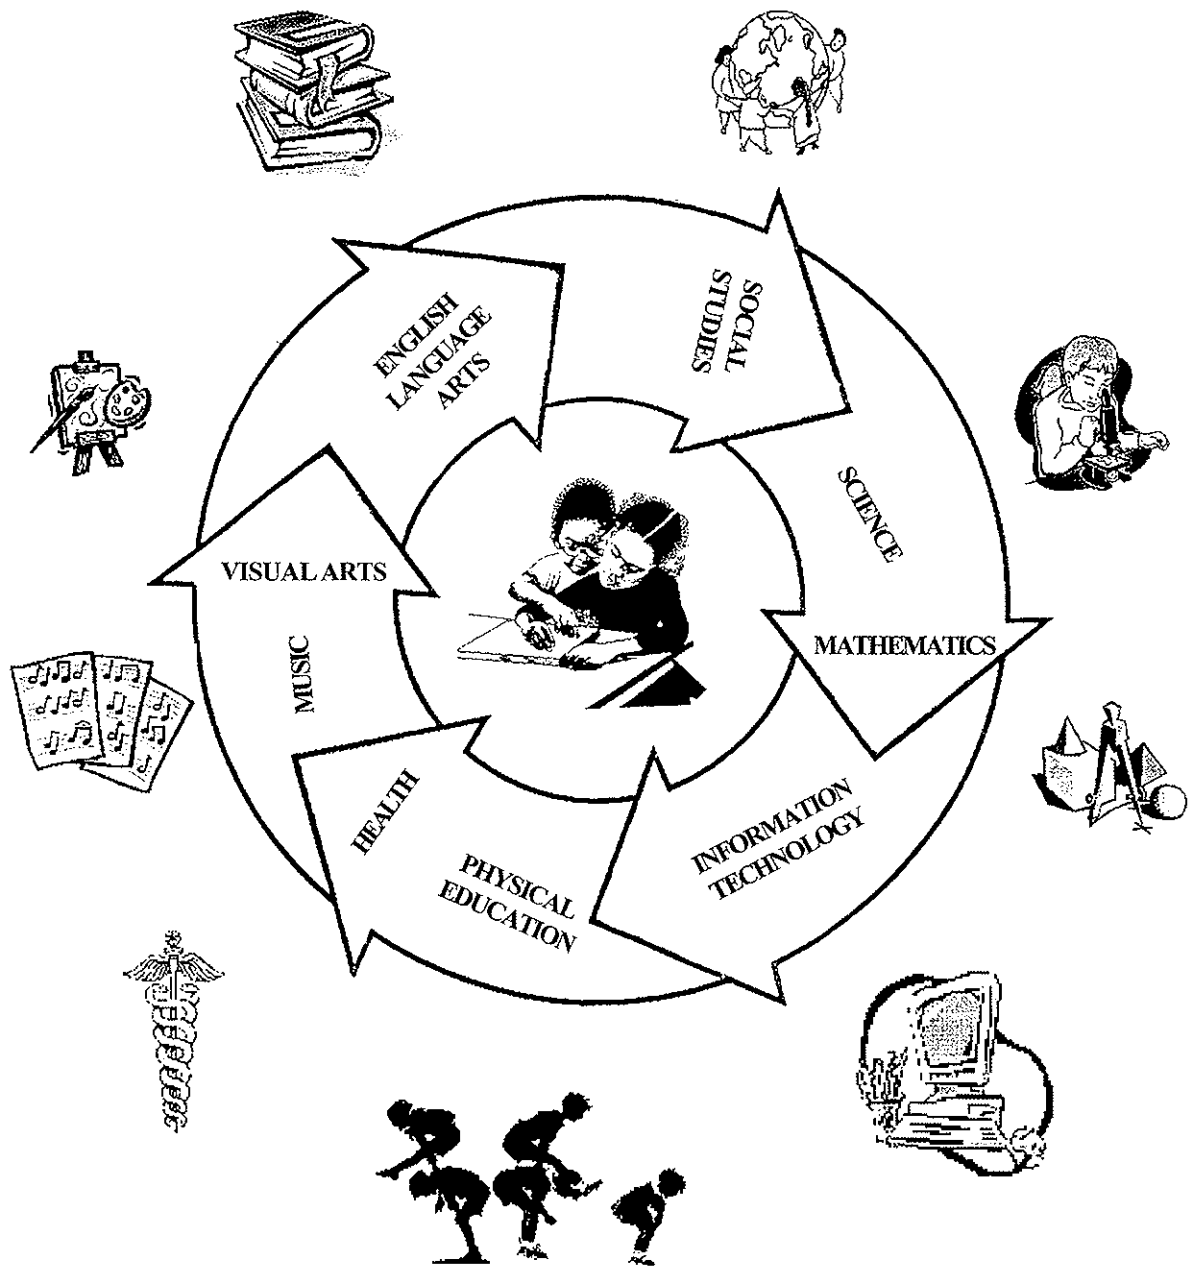 ENGLISH
LANGUAGE
ARTS
SOCIAL
STUDIES
SCIENCE
MATHEMATICS
INFORMATION
TECHNOLOGY
PHYSICAL
EDUCATION
HEALTH
MUSIC
VISUAL ARTS